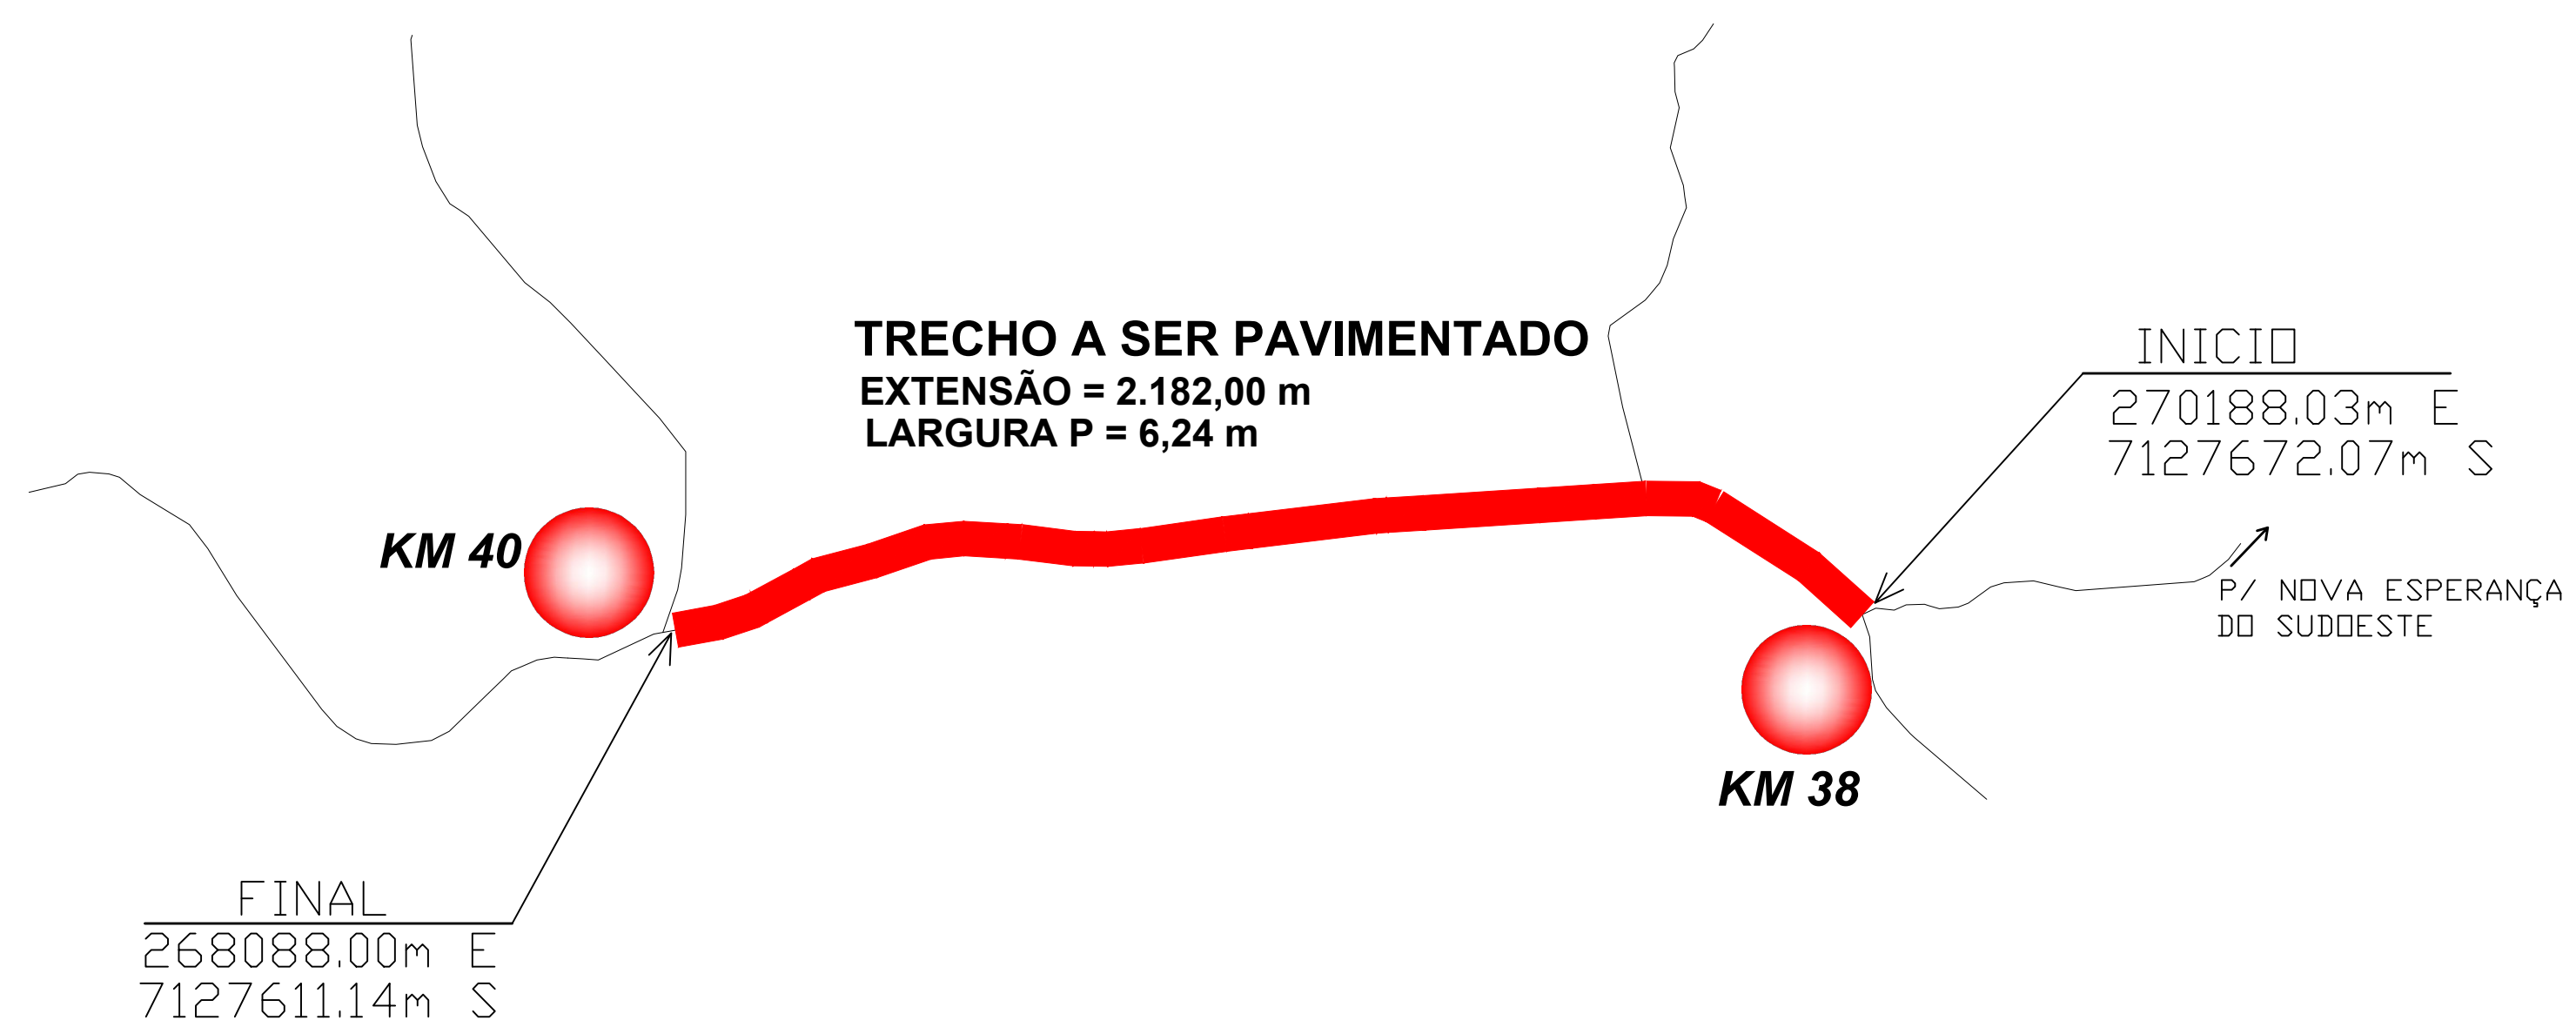 TRECHO A SER PAVIMENTADO
EXTENSÃO = 2.182,00 m
LARGURA P = 6,24 m
INICIO
270188.03m E
7127672.07m S
KM 40
P/ NOVA ESPERANÇA
DO SUDOESTE
KM 38
FINAL
268088.00m E
7127611.14m S